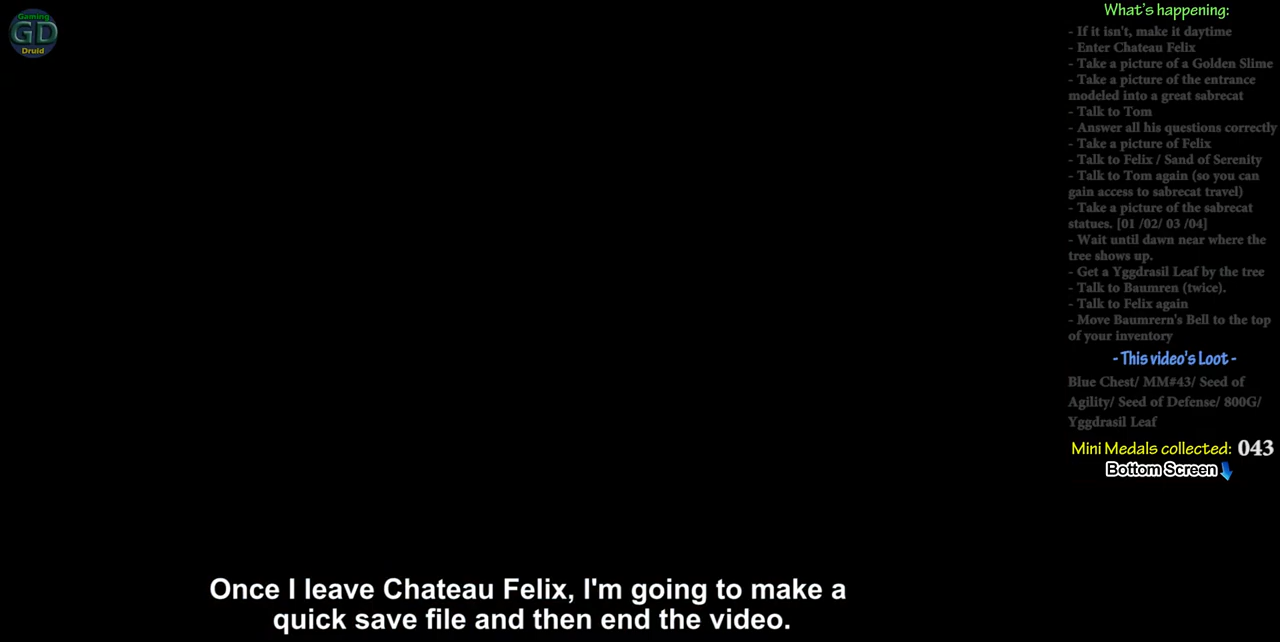 Gaming
GD
Druid
What's happening:
- If it isn't, make it daytime
- Enter Chateau Felix
- Take a picture of a Golden Slime
- Take a picture of the entrance
modeled into a great sabrecat
- Talk to Tom
- Answer all his questions correctly
- Take a picture of Felix
- Talk to Felix / Sand of Serenity
- Talk to Tom again (so you can
gain access to sabrecat travel)
- Take a picture of the sabrecat
statues. [01 /02/ 03 /04]
- Wait until dawn near where the
tree shows up.
- Get a Yggdrasil Leaf by the tree
- Talk to Baumren (twice).
- Talk to Felix again
- Move Baumrern's Bell to the top
of your inventory
- This video's Loot -
Blue Chest/ MM#43/ Seed of
Agility/ Seed of Defense/ 800G/
Yggdrasil Leaf
Mini Medals collected: 043
Bottom Screen
Once I leave Chateau Felix, I'm going to make a
quick save file and then end the video.